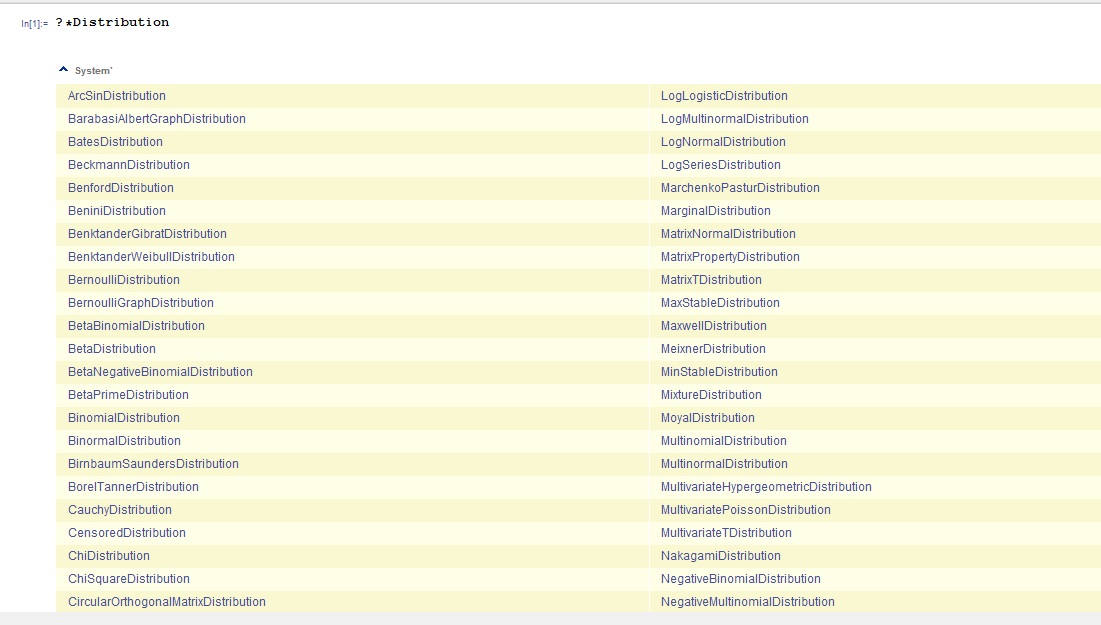 In[1]:= ?*Distribution
System`
ArcSinDistribution LogLogisticDistribution
BarabasiAlbertGraphDistribution LogMultinormalDistribution
BatesDistribution LogNormalDistribution
BeckmannDistribution LogSeriesDistribution
BenfordDistribution MarchenkoPasturDistribution
BeniniDistribution MarginalDistribution
BenktanderGibratDistribution MatrixNormalDistribution
BenktanderWeibullDistribution MatrixPropertyDistribution
BernoulliDistribution MatrixTDistribution
BernoulliGraphDistribution MaxStableDistribution
BetaBinomialDistribution MaxwellDistribution
BetaDistribution MeixnerDistribution
BetaNegativeBinomialDistribution MinStableDistribution
BetaPrimeDistribution MixtureDistribution
BinomialDistribution MoyalDistribution
BinormalDistribution MultinomialDistribution
BirnbaumSaundersDistribution MultinormalDistribution
BorelTannerDistribution MultivariateHypergeometricDistribution
CauchyDistribution MultivariatePoissonDistribution
CensoredDistribution MultivariateTDistribution
ChiDistribution NakagamiDistribution
ChiSquareDistribution NegativeBinomialDistribution
CircularOrthogonalMatrixDistribution NegativeMultinomialDistribution